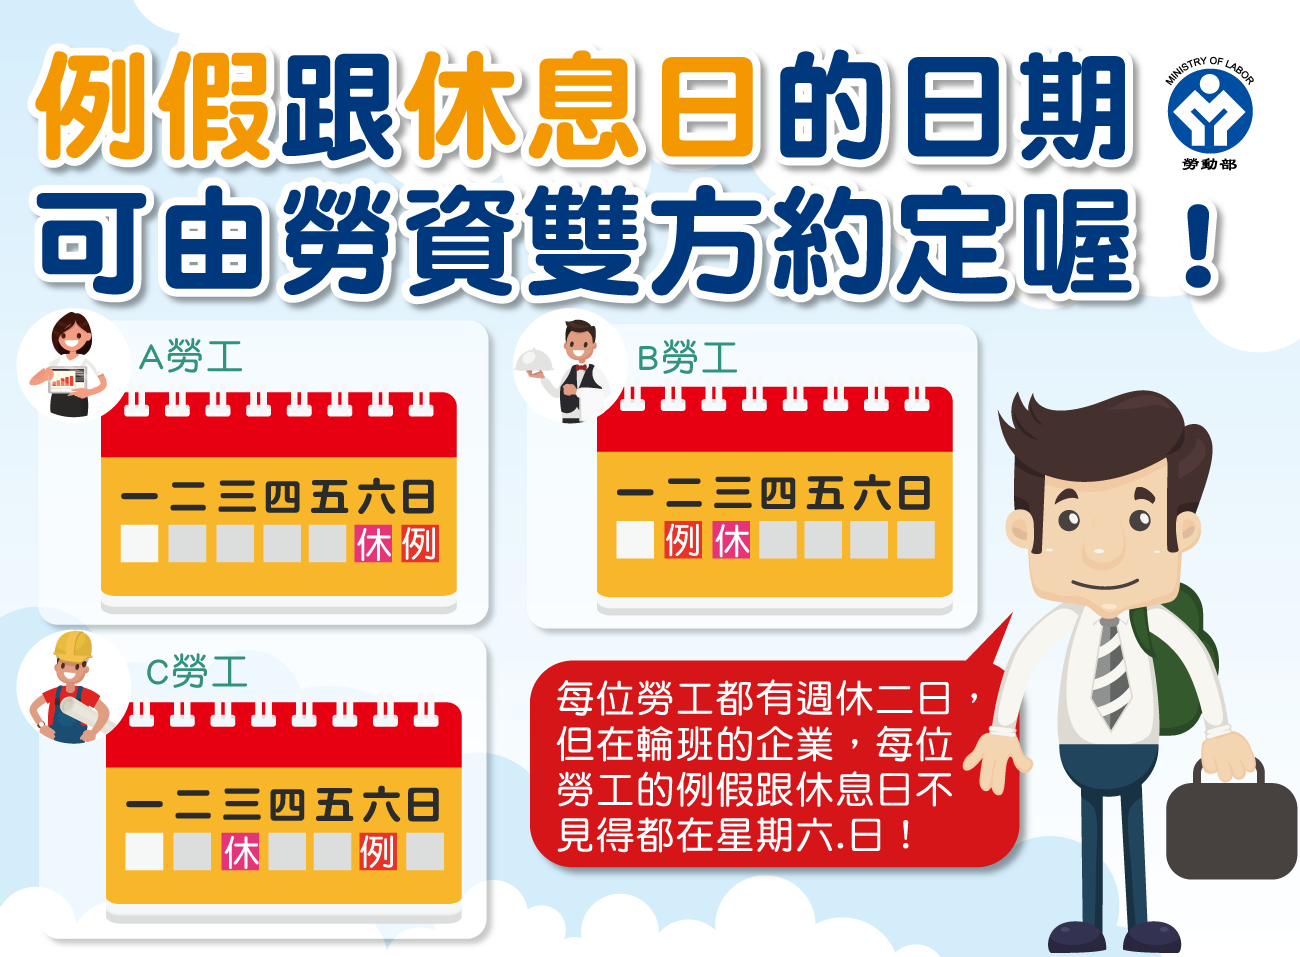 例假跟休息日的日期
可由勞資雙方約定喔！
MINISTRY OF LABOR
勞動部
A勞工
一 二 三 四 五 六 日
休 例
B勞工
一 二 三 四 五 六 日
例 休
C勞工
一 二 三 四 五 六 日
休 例
每位勞工都有週休二日，
但在輪班的企業，每位
勞工的例假跟休息日不
見得都在星期六.日！